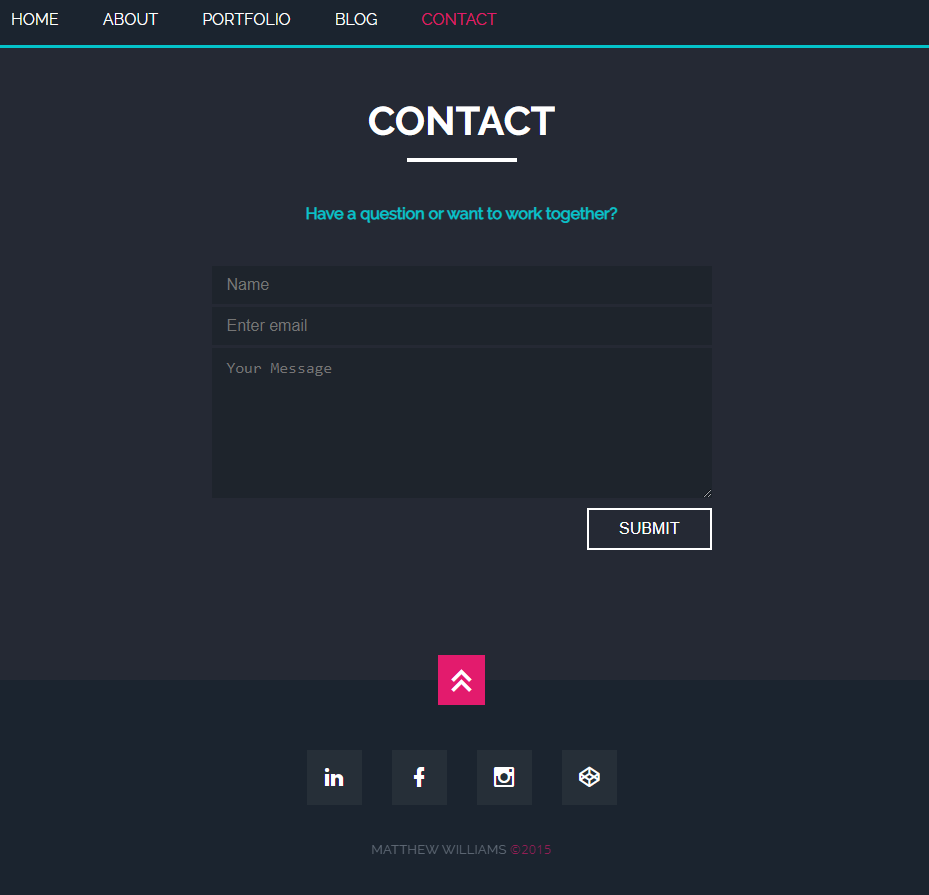 HOME ABOUT PORTFOLIO BLOG CONTACT
CONTACT
Have a question or want to work together?
Name
Enter email
Your Message
SUBMIT
in f
MATTHEW WILLIAMS ©2015